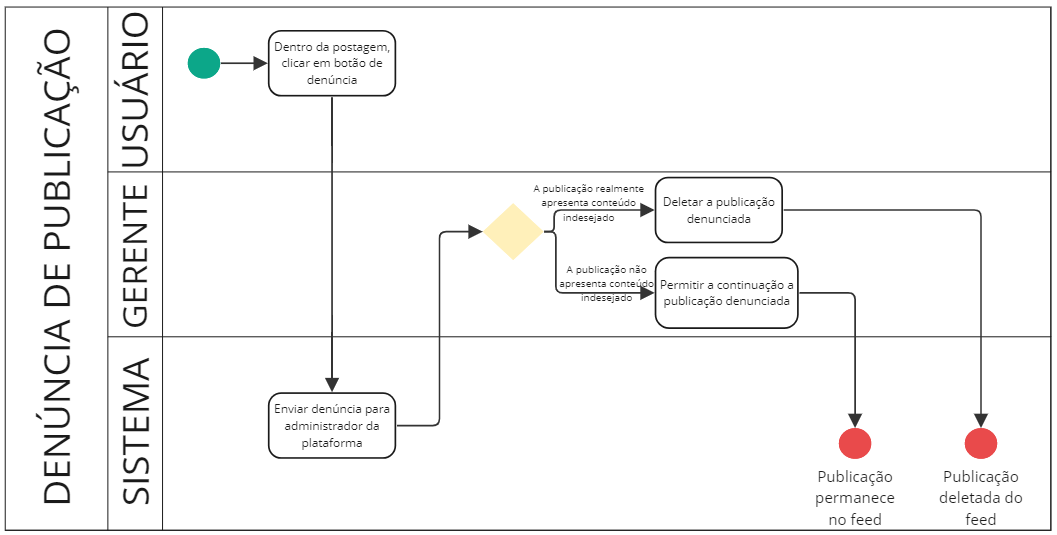 DENÚNCIA DE PUBLICAÇÃO
USUÁRIO
Dentro da postagem,
clicar em botão de
denúncia
GERENTE
A publicação realmente
apresenta conteúdo
indesejado
Deletar a publicação
denunciada
A publicação não
apresenta conteúdo
indesejado
Permitir a continuação a
publicação denunciada
SISTEMA
Enviar denúncia para
administrador da
plataforma
Publicação
permanece
no feed
Publicação
deletada do
feed